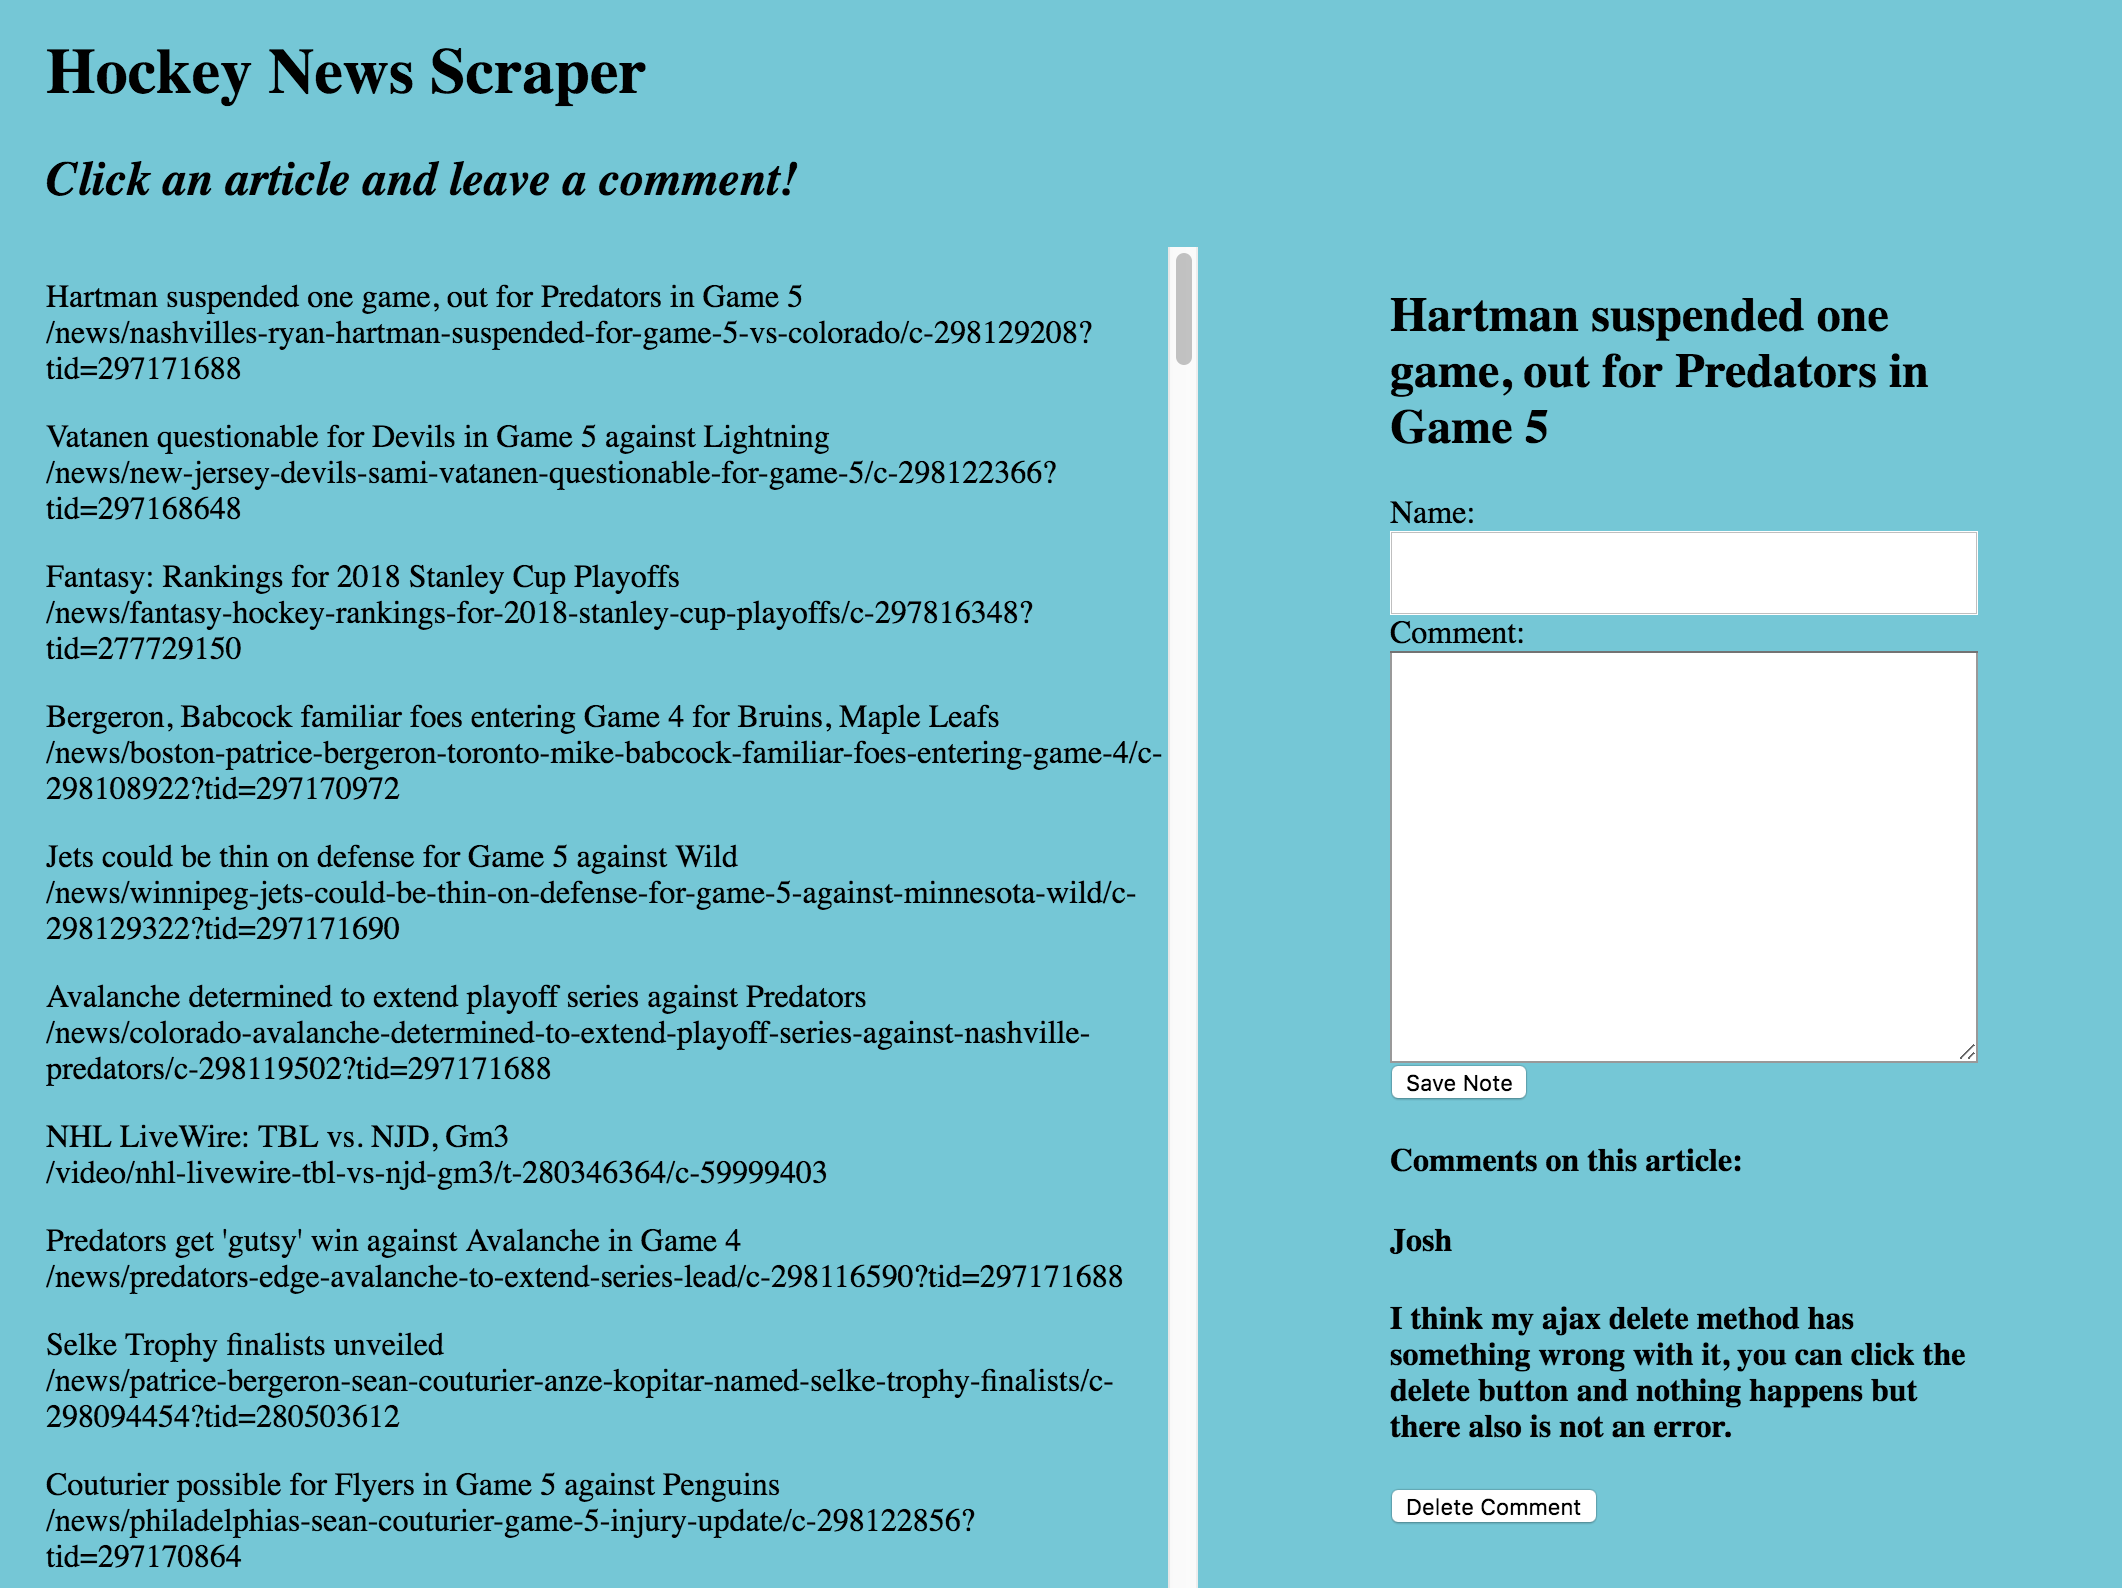 Hockey News Scraper
Click an article and leave a comment!
Hartman suspended one game, out for Predators in Game 5
/news/nashvilles-ryan-hartman-suspended-for-game-5-vs-colorado/c-298129208?
tid=297171688
Vatanen questionable for Devils in Game 5 against Lightning
/news/new-jersey-devils-sami-vatanen-questionable-for-game-5/c-298122366?
tid=297168648
Fantasy: Rankings for 2018 Stanley Cup Playoffs
/news/fantasy-hockey-rankings-for-2018-stanley-cup-playoffs/c-297816348?
tid=277729150
Bergeron, Babcock familiar foes entering Game 4 for Bruins, Maple Leafs
/news/boston-patrice-bergeron-toronto-mike-babcock-familiar-foes-entering-game-4/c-
298108922?tid=297170972
Jets could be thin on defense for Game 5 against Wild
/news/winnipeg-jets-could-be-thin-on-defense-for-game-5-against-minnesota-wild/c-
298129322?tid=297171690
Avalanche determined to extend playoff series against Predators
/news/colorado-avalanche-determined-to-extend-playoff-series-against-nashville-
predators/c-298119502?tid=297171688
NHL LiveWire: TBL vs. NJD, Gm3
/video/nhl-livewire-tbl-vs-njd-gm3/t-280346364/c-59999403
Predators get 'gutsy' win against Avalanche in Game 4
/news/predators-edge-avalanche-to-extend-series-lead/c-298116590?tid=297171688
Selke Trophy finalists unveiled
/news/patrice-bergeron-sean-couturier-anze-kopitar-named-selke-trophy-finalists/c-
298094454?tid=280503612
Couturier possible for Flyers in Game 5 against Penguins
/news/philadelphias-sean-couturier-game-5-injury-update/c-298122856?
tid=297170864
Hartman suspended one
game, out for Predators in
Game 5
Name:
Comment:
Save Note
Comments on this article:
Josh
I think my ajax delete method has
something wrong with it, you can click the
delete button and nothing happens but
there also is not an error.
Delete Comment